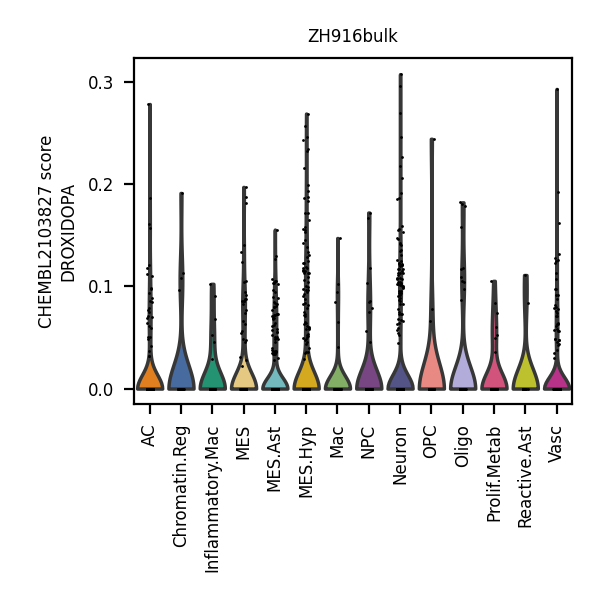 ZH916bulk
CHEMBL2103827 score
DROXIDOPA
0.3
0.2
0.1
0.0
AC
Chromatin.Reg
Inflammatory.Mac
MES
MES.Ast
MES.Hyp
Mac
NPC
Neuron
OPC
Oligo
Prolif.Metab
Reactive.Ast
Vasc